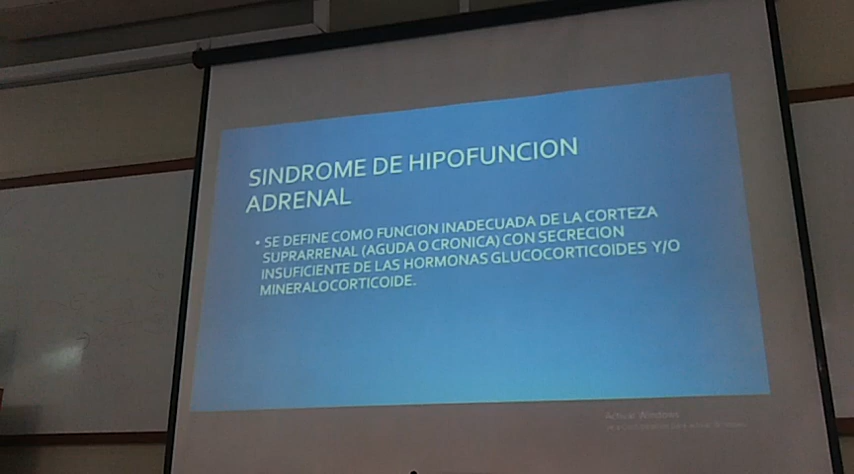 SINDROME DE HIPOFUNCION
ADRENAL
• SE DEFINE COMO FUNCION INADECUADA DE LA CORTEZA
SUPRARRENAL (AGUDA O CRONICA) CON SECRECION
INSUFICIENTE DE LAS HORMONAS GLUCOCORTICOIDES Y/O
MINERALOCORTICOIDE.
Activar Windows